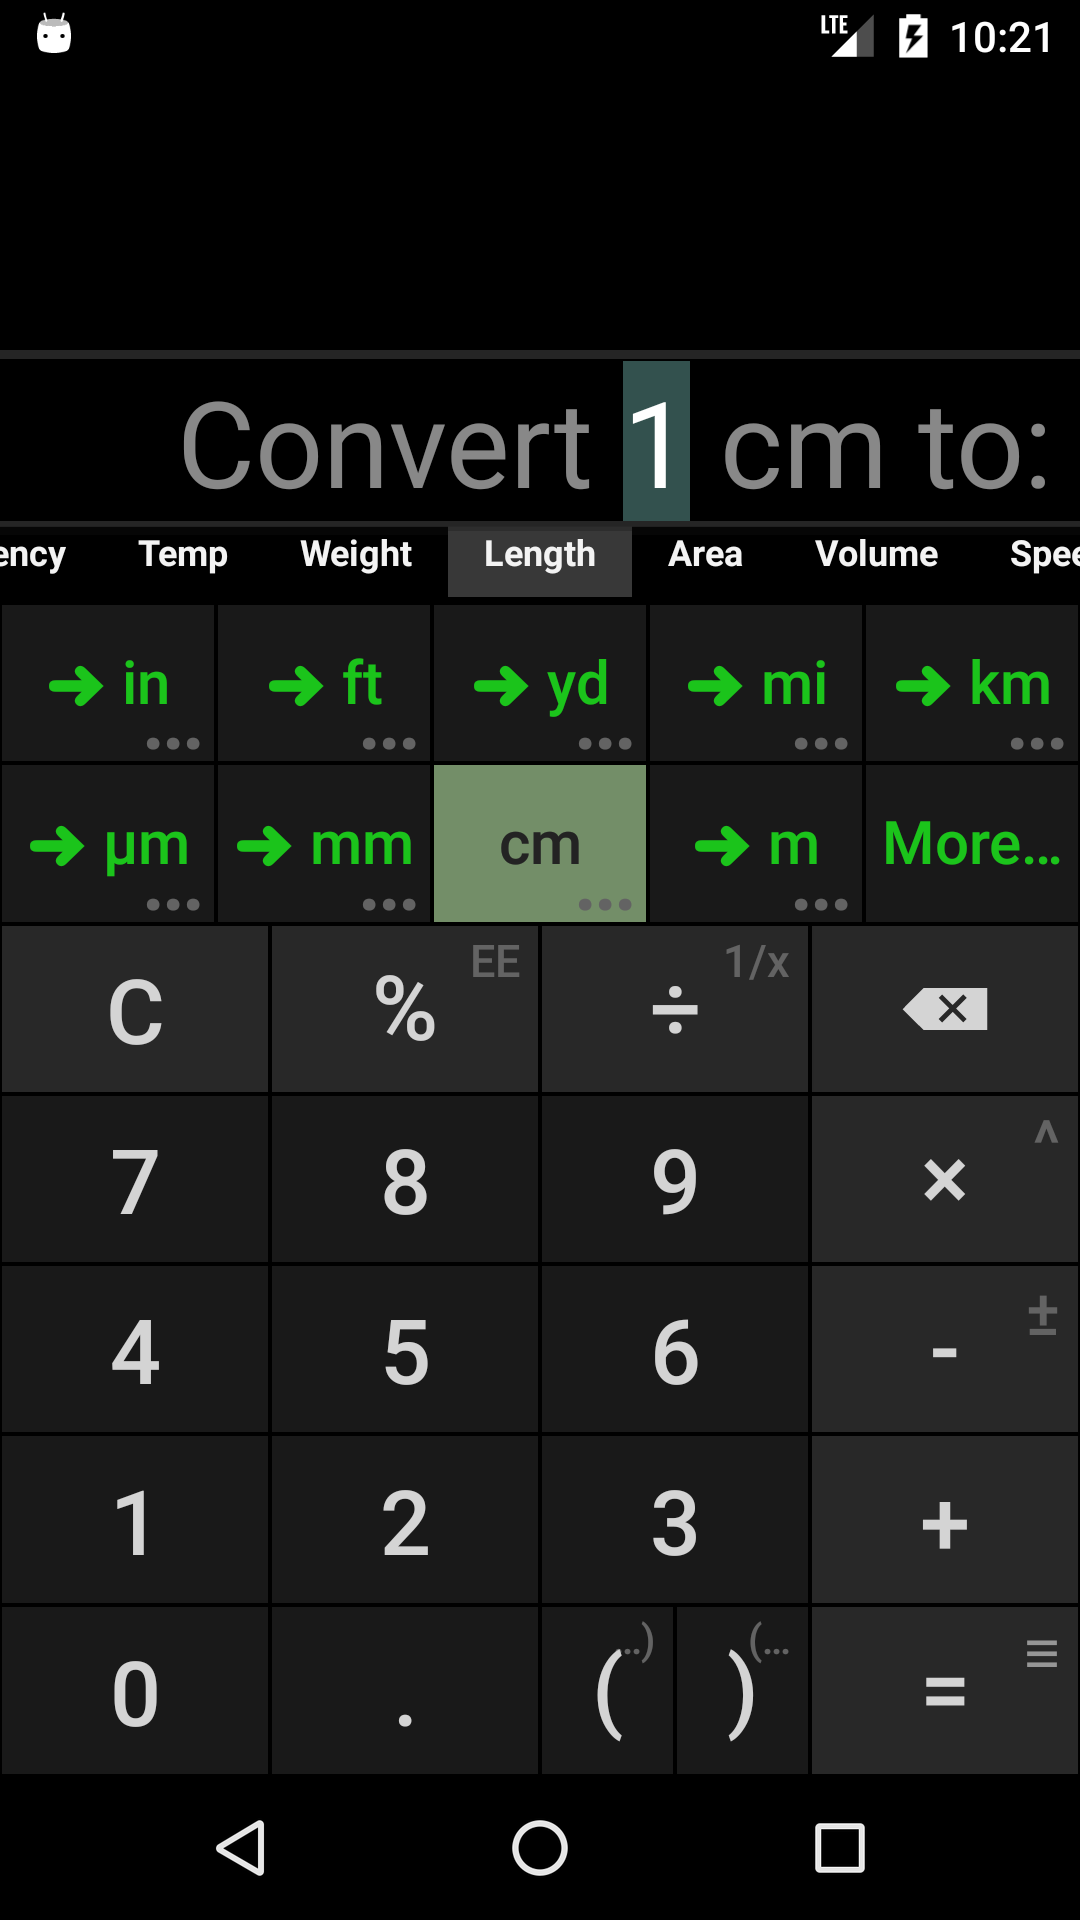 LTE 10:21
Convert 1 cm to:
ency Temp Weight Length Area Volume Spee
in ft yd mi km
µm mm cm m More...
C % EE ÷ 1/x
7 8 9 × ^
4 5 6 - ±
1 2 3 +
0 . ( ..) ) (... =